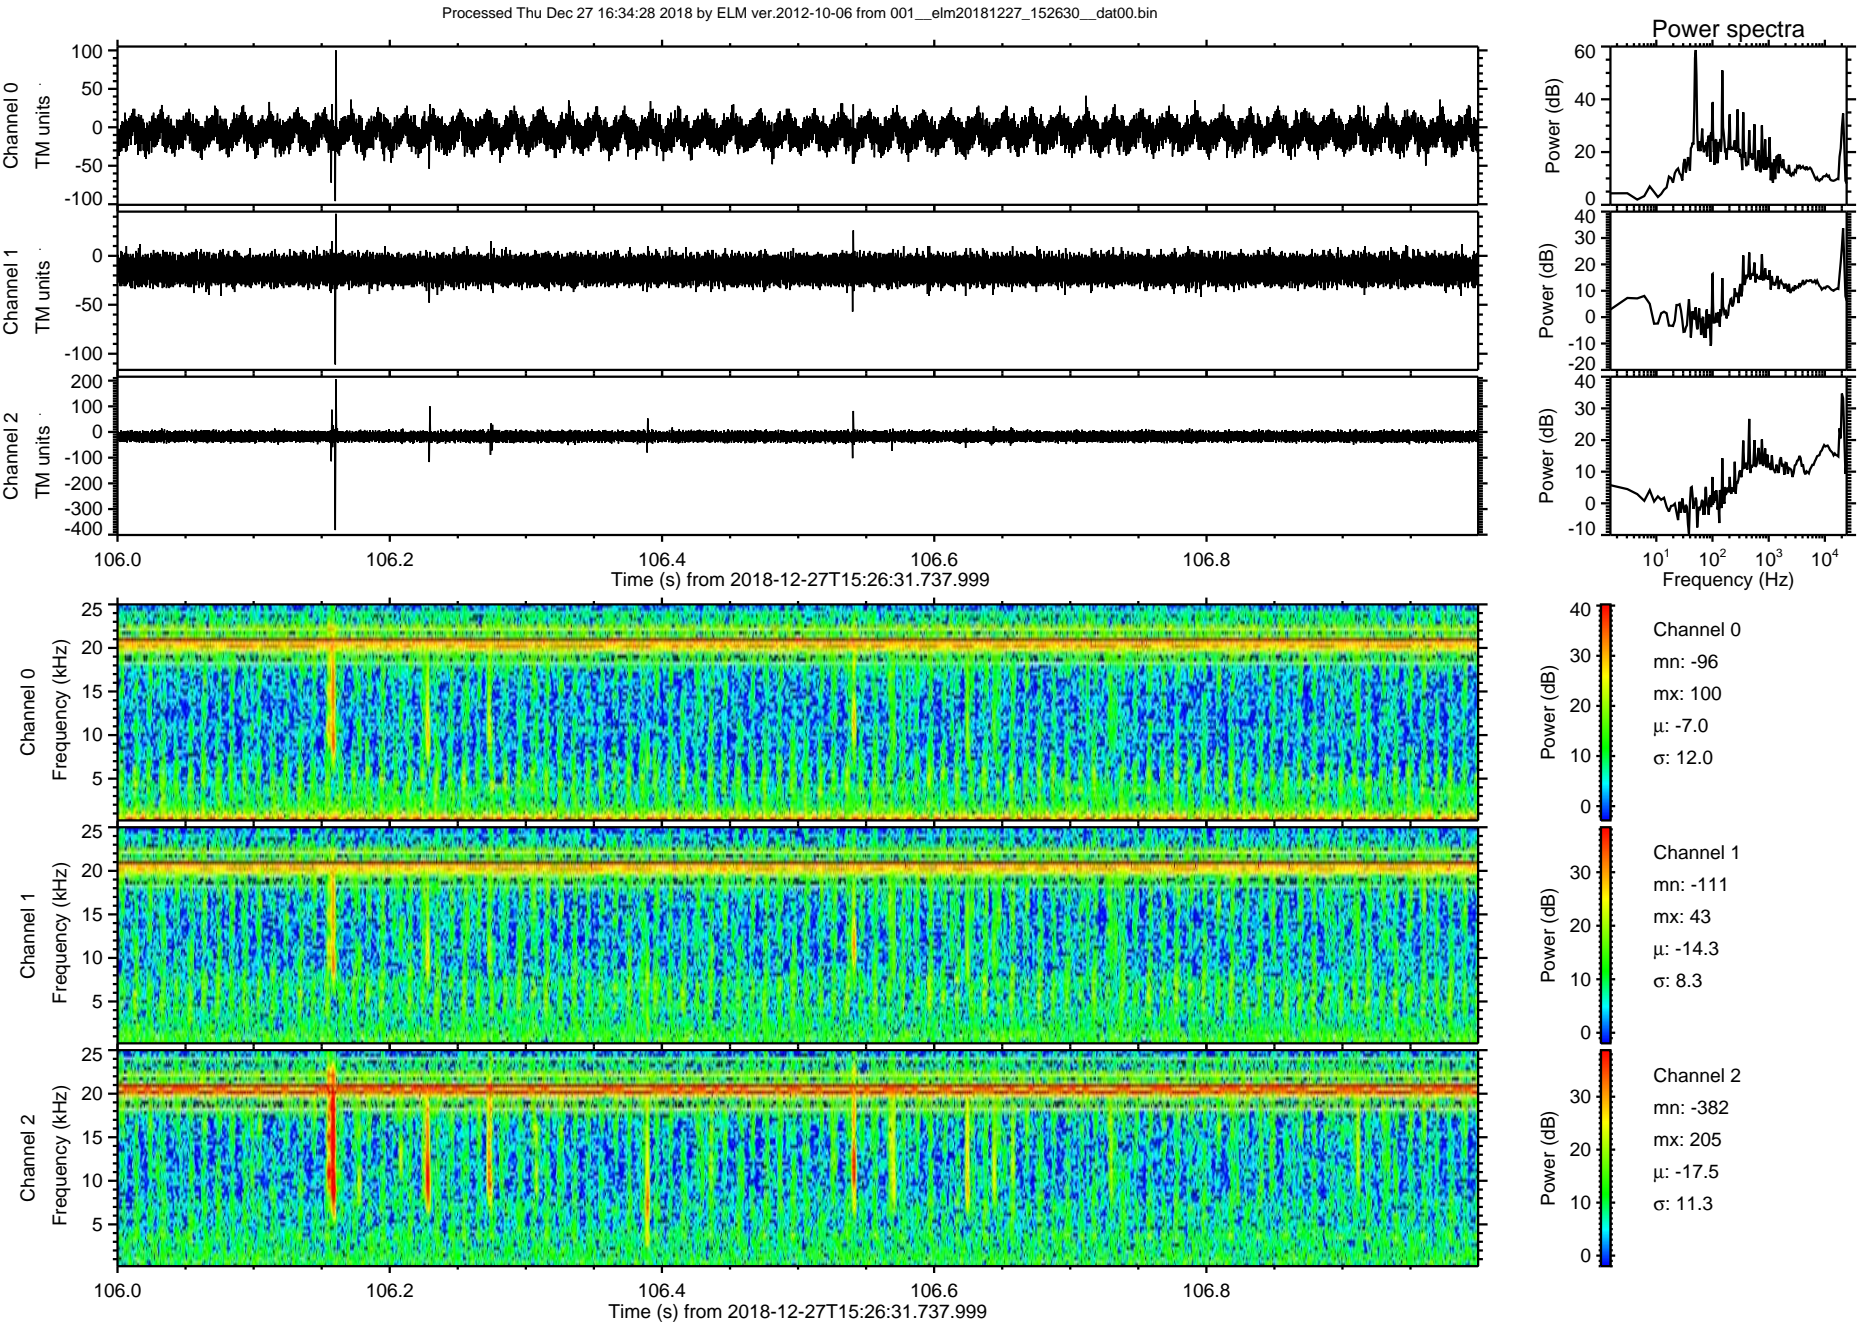 Processed Thu Dec 27 16:34:28 2018 by ELM ver.2012-10-06 from 001__elm20181227_152630__dat00.bin
Power spectra
Channel 0
TM units
100
50
0
-50
-100
Power (dB)
60
40
20
0
Channel 1
TM units
0
-50
-100
Power (dB)
40
30
20
10
0
-10
-20
Channel 2
TM units
200
100
0
-100
-200
-300
-400
Power (dB)
40
30
20
10
0
-10
106.0 106.2 106.4 106.6 106.8
Time (s) from 2018-12-27T15:26:31.737.999
10^1 10^2 10^3 10^4
Frequency (Hz)
Channel 0
Frequency (kHz)
25
20
15
10
5
Power (dB)
40
30
20
10
0
Channel 0
mn: -96
mx: 100
μ: -7.0
σ: 12.0
Channel 1
Frequency (kHz)
25
20
15
10
5
Power (dB)
30
20
10
0
Channel 1
mn: -111
mx: 43
μ: -14.3
σ: 8.3
Channel 2
Frequency (kHz)
25
20
15
10
5
Power (dB)
30
20
10
0
Channel 2
mn: -382
mx: 205
μ: -17.5
σ: 11.3
106.0 106.2 106.4 106.6 106.8
Time (s) from 2018-12-27T15:26:31.737.999